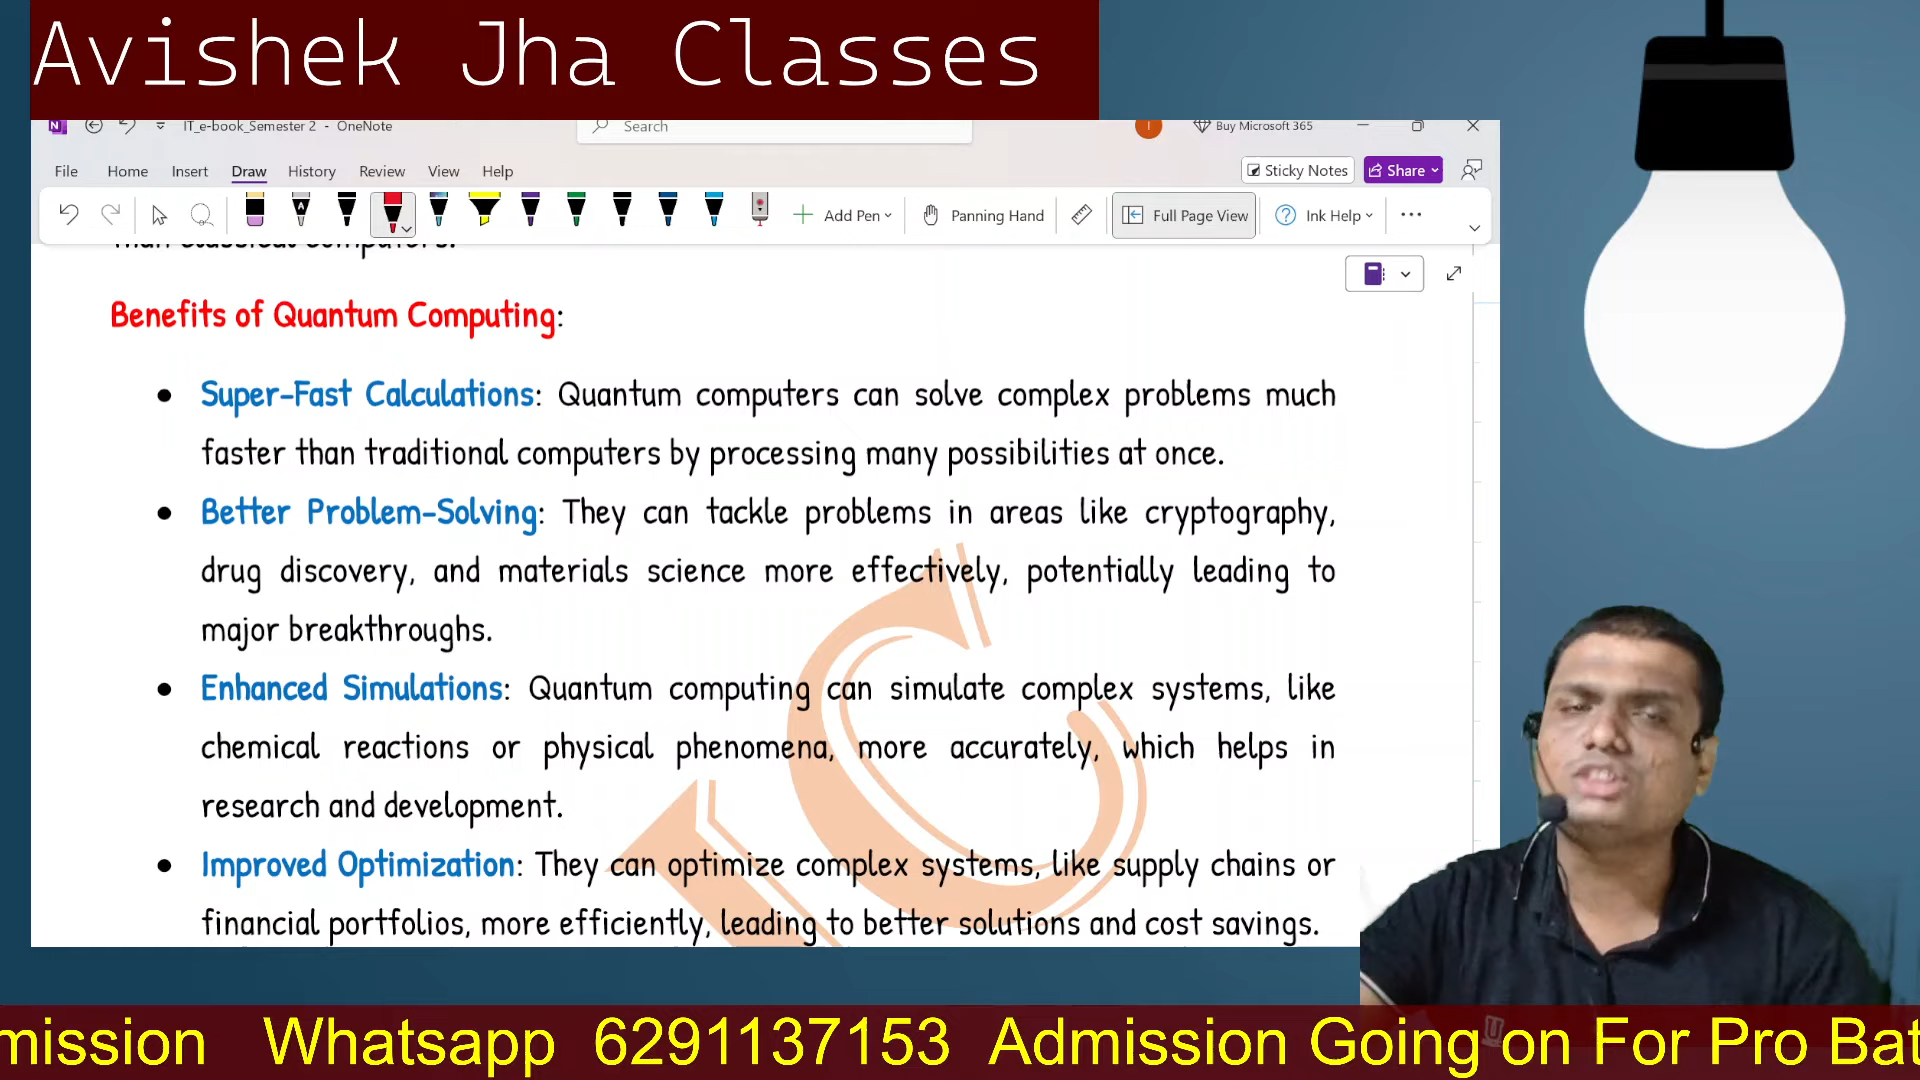 Avishek Jha Classes
IT_e-book_Semester 2 - OneNote
Search
Buy Microsoft 365
File Home Insert Draw History Review View Help
Sticky Notes
Share
Add Pen
Panning Hand
Full Page View
Ink Help
than classical computers.
Benefits of Quantum Computing:
• Super-Fast Calculations: Quantum computers can solve complex problems much
faster than traditional computers by processing many possibilities at once.
• Better Problem-Solving: They can tackle problems in areas like cryptography,
drug discovery, and materials science more effectively, potentially leading to
major breakthroughs.
• Enhanced Simulations: Quantum computing can simulate complex systems, like
chemical reactions or physical phenomena, more accurately, which helps in
research and development.
• Improved Optimization: They can optimize complex systems, like supply chains or
financial portfolios, more efficiently, leading to better solutions and cost savings.
mission Whatsapp 6291137153 Admission Going on For Pro Bat